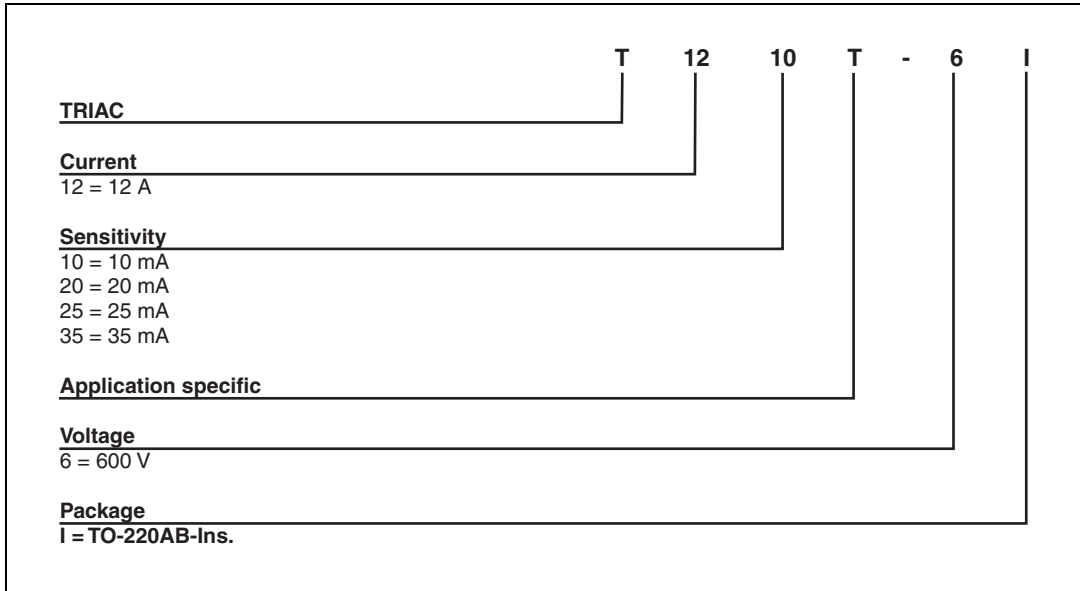 T 12 10 T - 6 I
TRIAC
Current
12 = 12 A
Sensitivity
10 = 10 mA
20 = 20 mA
25 = 25 mA
35 = 35 mA
Application specific
Voltage
6 = 600 V
Package
I = TO-220AB-Ins.